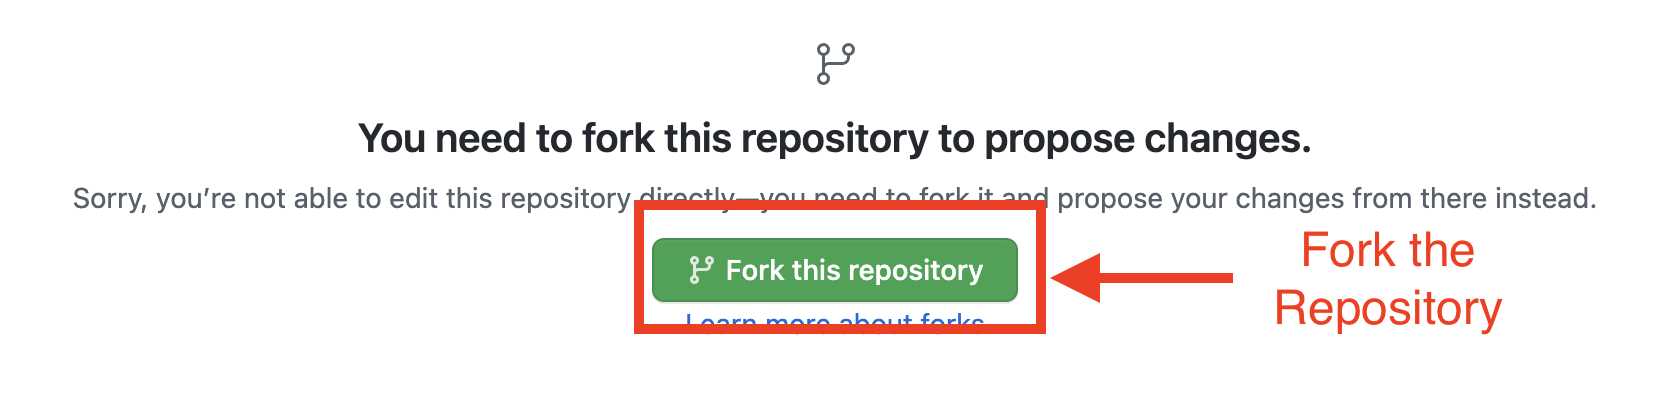 You need to fork this repository to propose changes.
Sorry, you’re not able to edit this repository directly—you need to fork it and propose your changes from there instead.
Fork this repository
Learn more about forks
Fork the
Repository